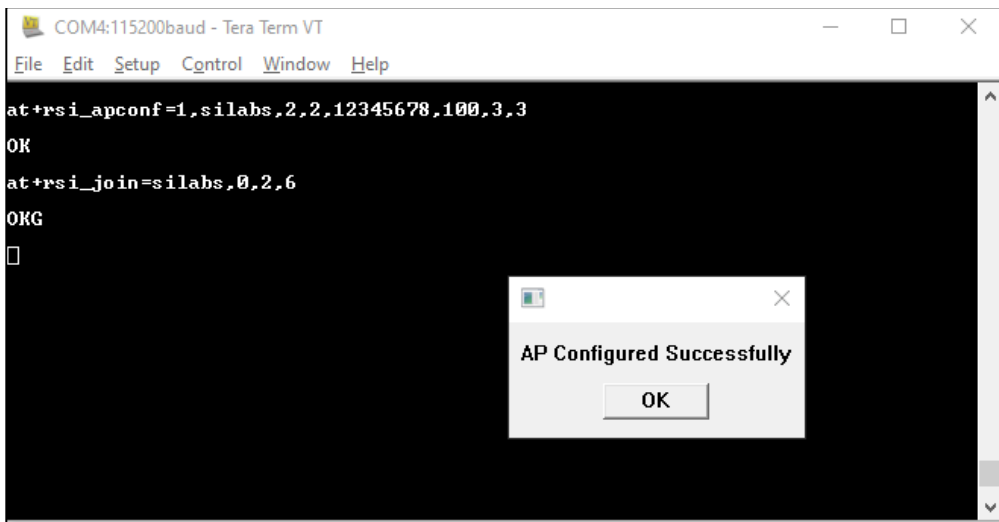 COM4:115200baud - Tera Term VT
File Edit Setup Control Window Help
at+rsi_apconf=1,silabs,2,2,12345678,100,3,3
OK
at+rsi_join=silabs,0,2,6
OKG
AP Configured Successfully
OK